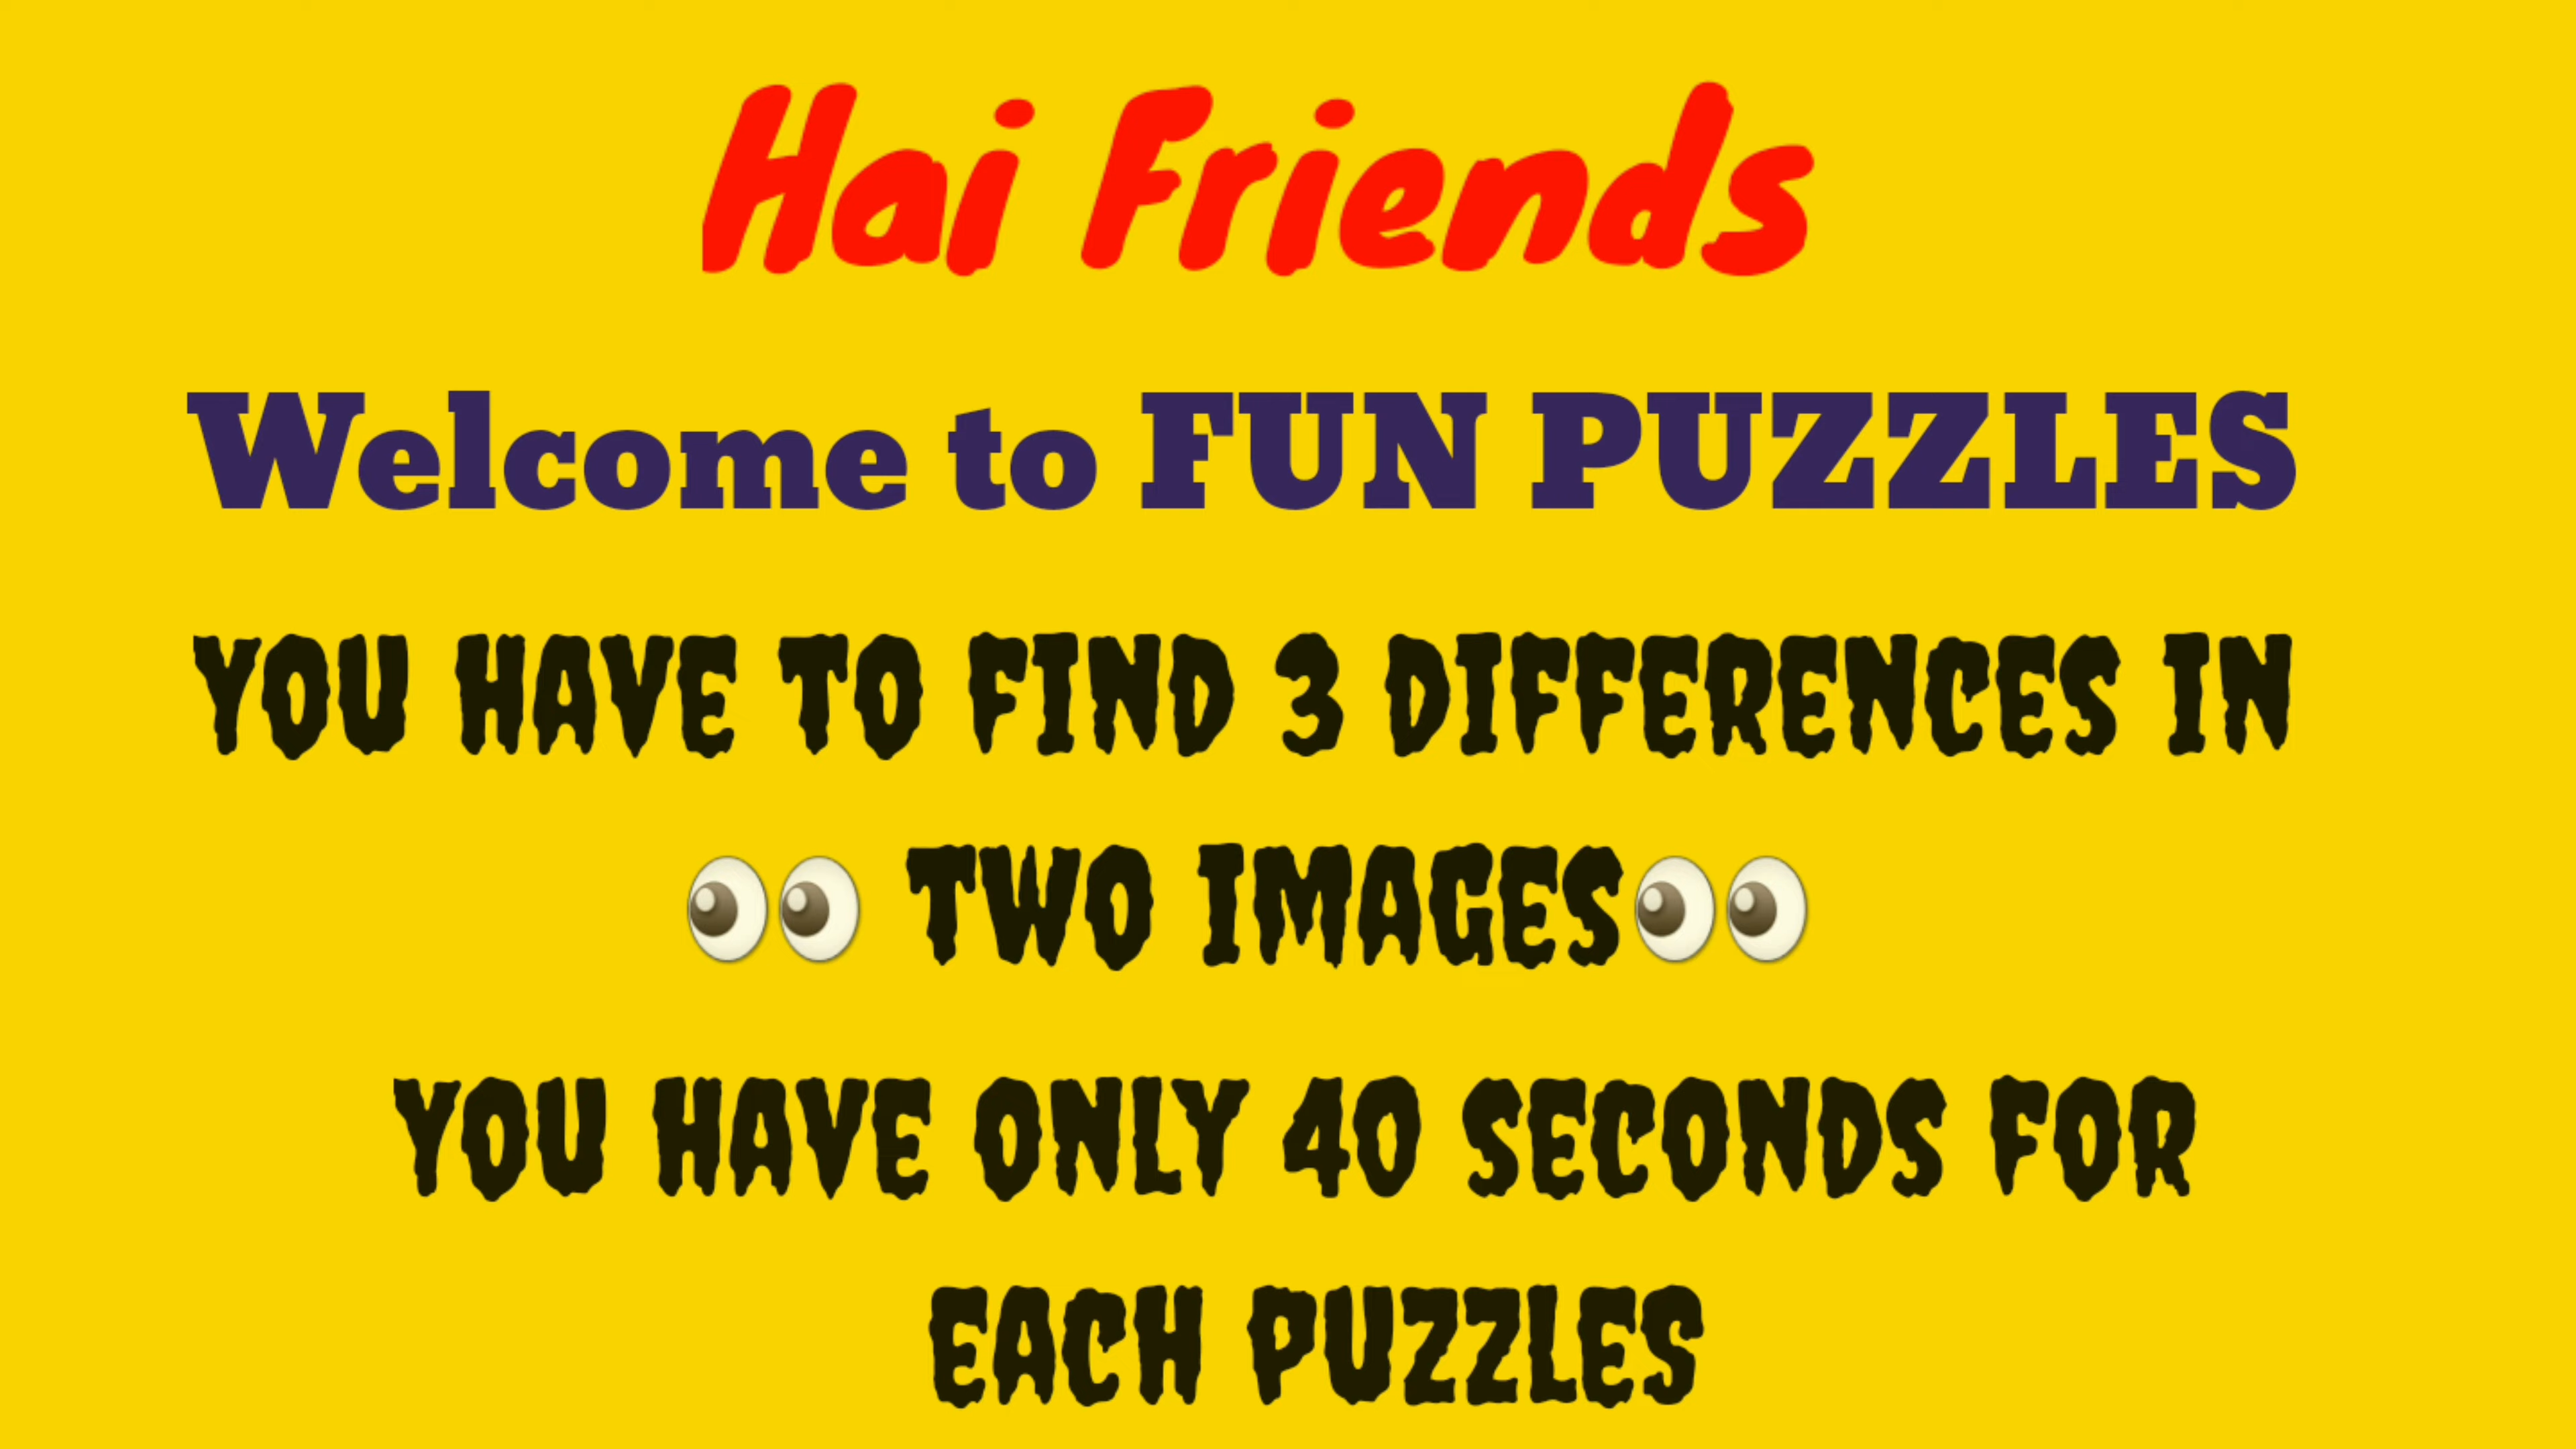 Hai Friends
Welcome to FUN PUZZLES
YOU HAVE TO FIND 3 DIFFERENCES IN
👀 TWO IMAGES👀
YOU HAVE ONLY 40 SECONDS FOR
EACH PUZZLES